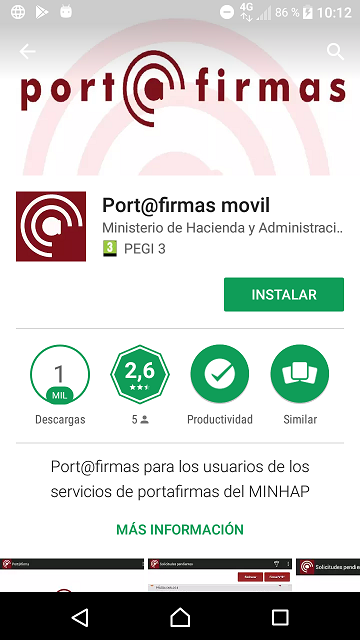 4G
86 %
10:12
port@firmas
Port@firmas movil
Ministerio de Hacienda y Administraci..
3 PEGI 3
INSTALAR
1
MIL
2,6
Descargas
5
Productividad
Similar
Port@firmas para los usuarios de los
servicios de portafirmas del MINHAP
MÁS INFORMACIÓN
Port@firma
Solicitudes pendientes
Solicitudes pendie